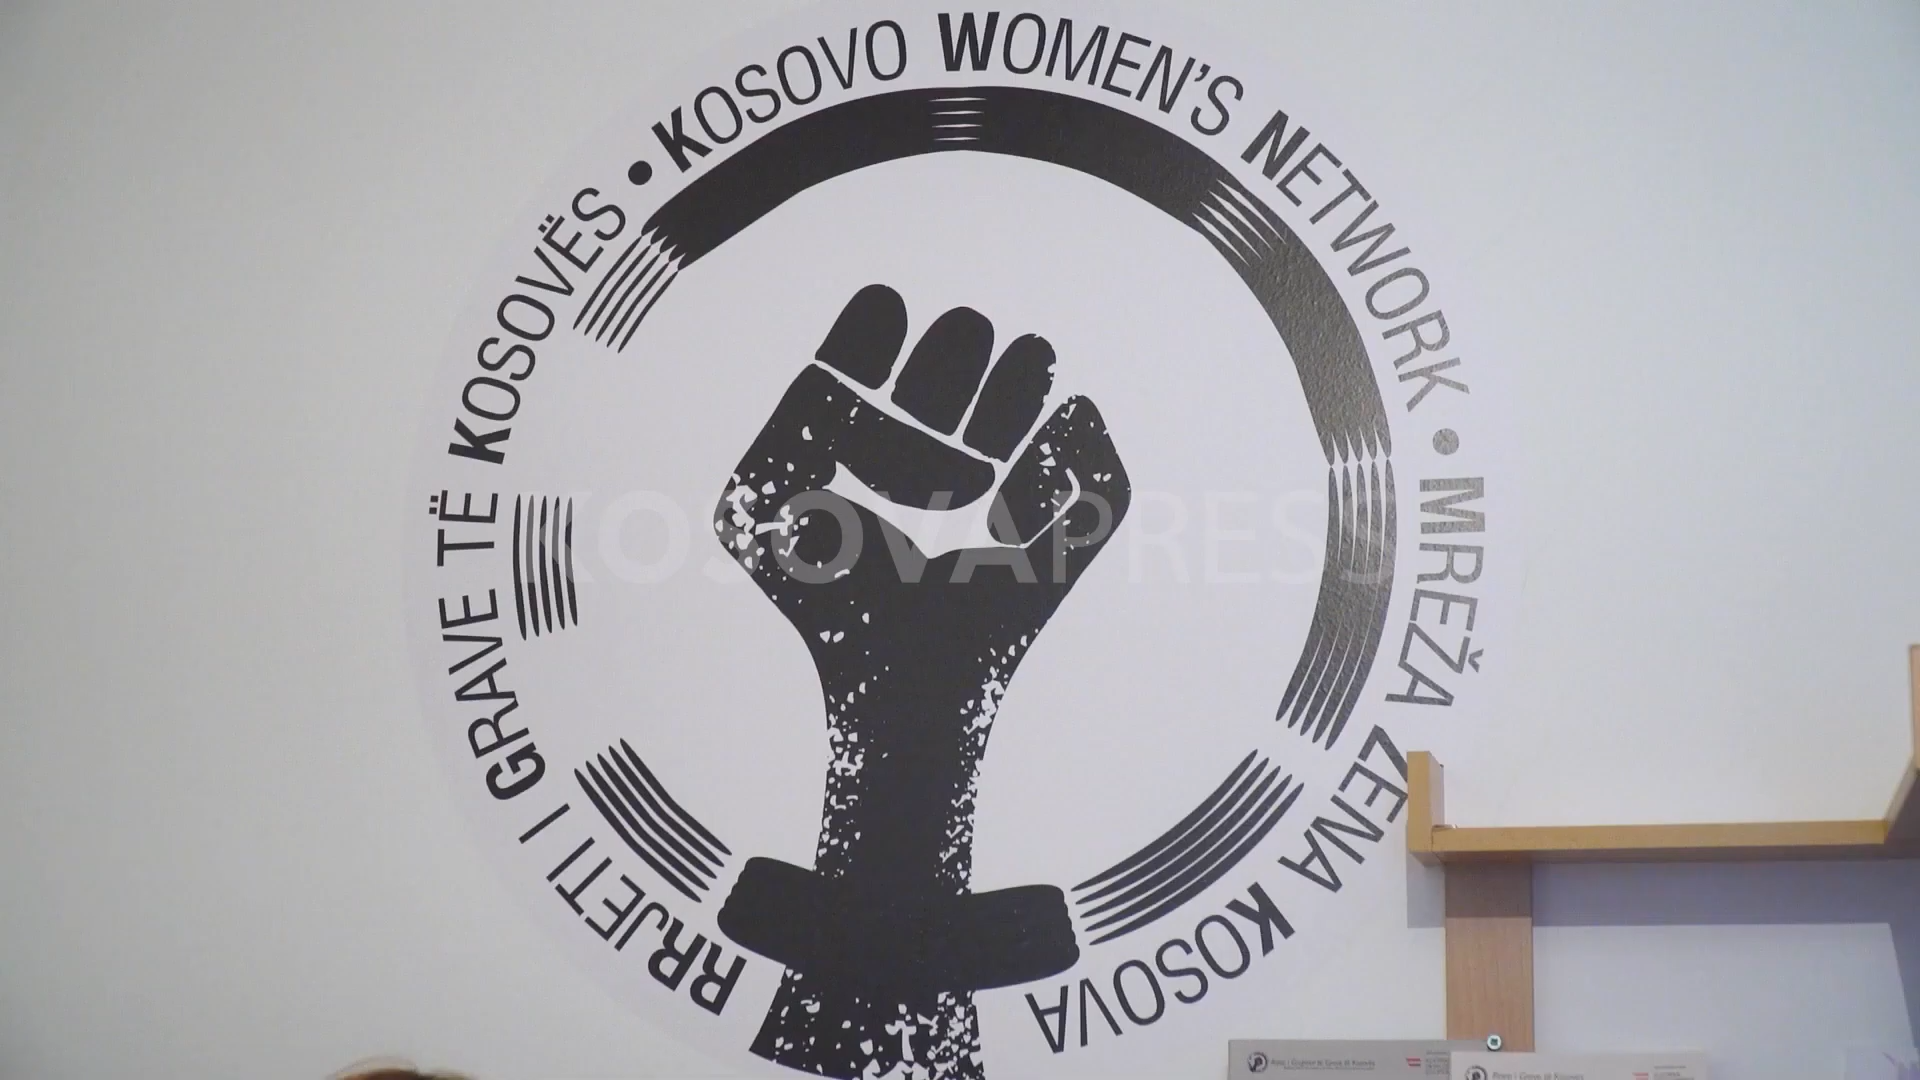 RRJETI I GRAVE TË KOSOVËS • KOSOVO WOMEN'S NETWORK • MREŽA ŽENA KOSOVA
KOSOVAPRESS